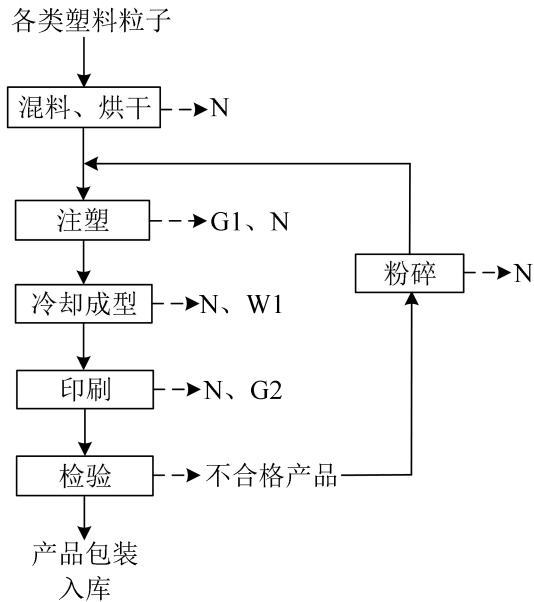 各类塑料粒子
混料、烘干
N
注塑
G1、N
粉碎
N
冷却成型
N、W1
印刷
N、G2
检验
不合格产品
产品包装
入库